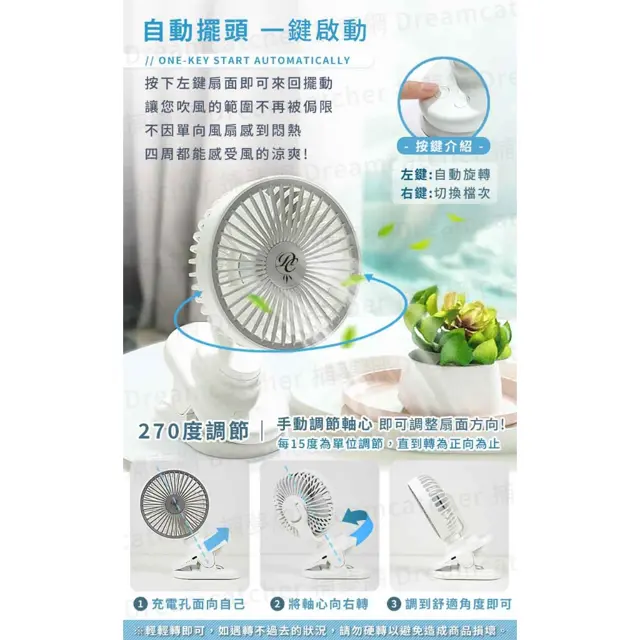 自動擺頭 一鍵啟動
// ONE-KEY START AUTOMATICALLY
按下左鍵扇面即可來回擺動
讓您吹風的範圍不再被侷限
不因單向風扇感到悶熱
四周都能感受風的涼爽!
- 按鍵介紹 -
左鍵:自動旋轉
右鍵:切換檔次
DC
270度調節
手動調節軸心 即可調整扇面方向!
每15度為單位調節，直到轉為正向為止
1 充電孔面向自己
2 將軸心向右轉
3 調到舒適角度即可
※輕輕轉即可，如遇轉不過去的狀況，請勿硬轉以避免造成商品損壞。
Dreamcatcher 捕夢網